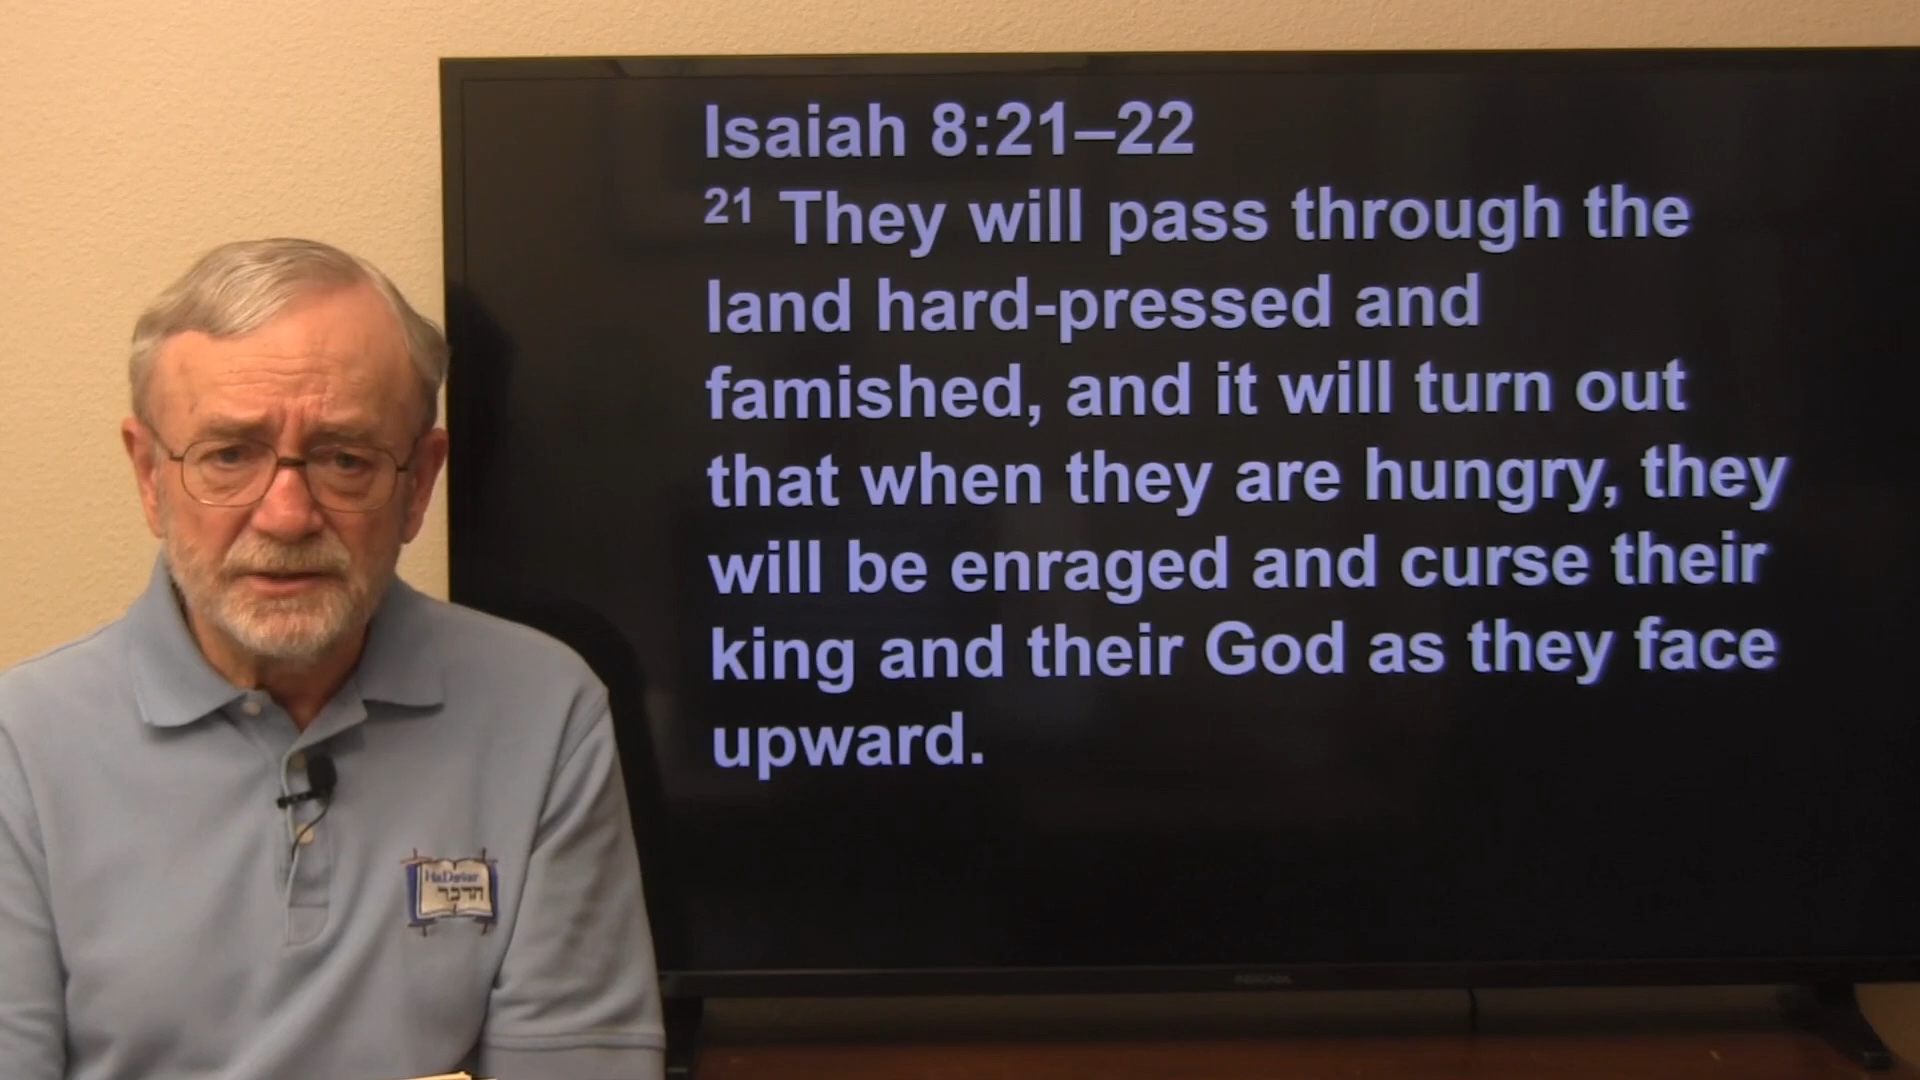 Isaiah 8:21–22
21 They will pass through the
land hard-pressed and
famished, and it will turn out
that when they are hungry, they
will be enraged and curse their
king and their God as they face
upward.
HaDavar
הדבר